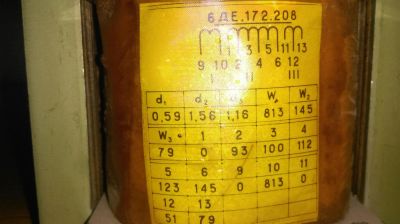 6ДЕ.172.208
1 3 5 11 13
9 10 2 4 6 12
I II III
d₁ d₂ d₃ W₁ W₂
0,59 1,56 1,16 813 145
W₃ 1 2 3 4
79 0 93 100 112
5 6 9 10 11
123 145 0 813 0
12 13
51 79